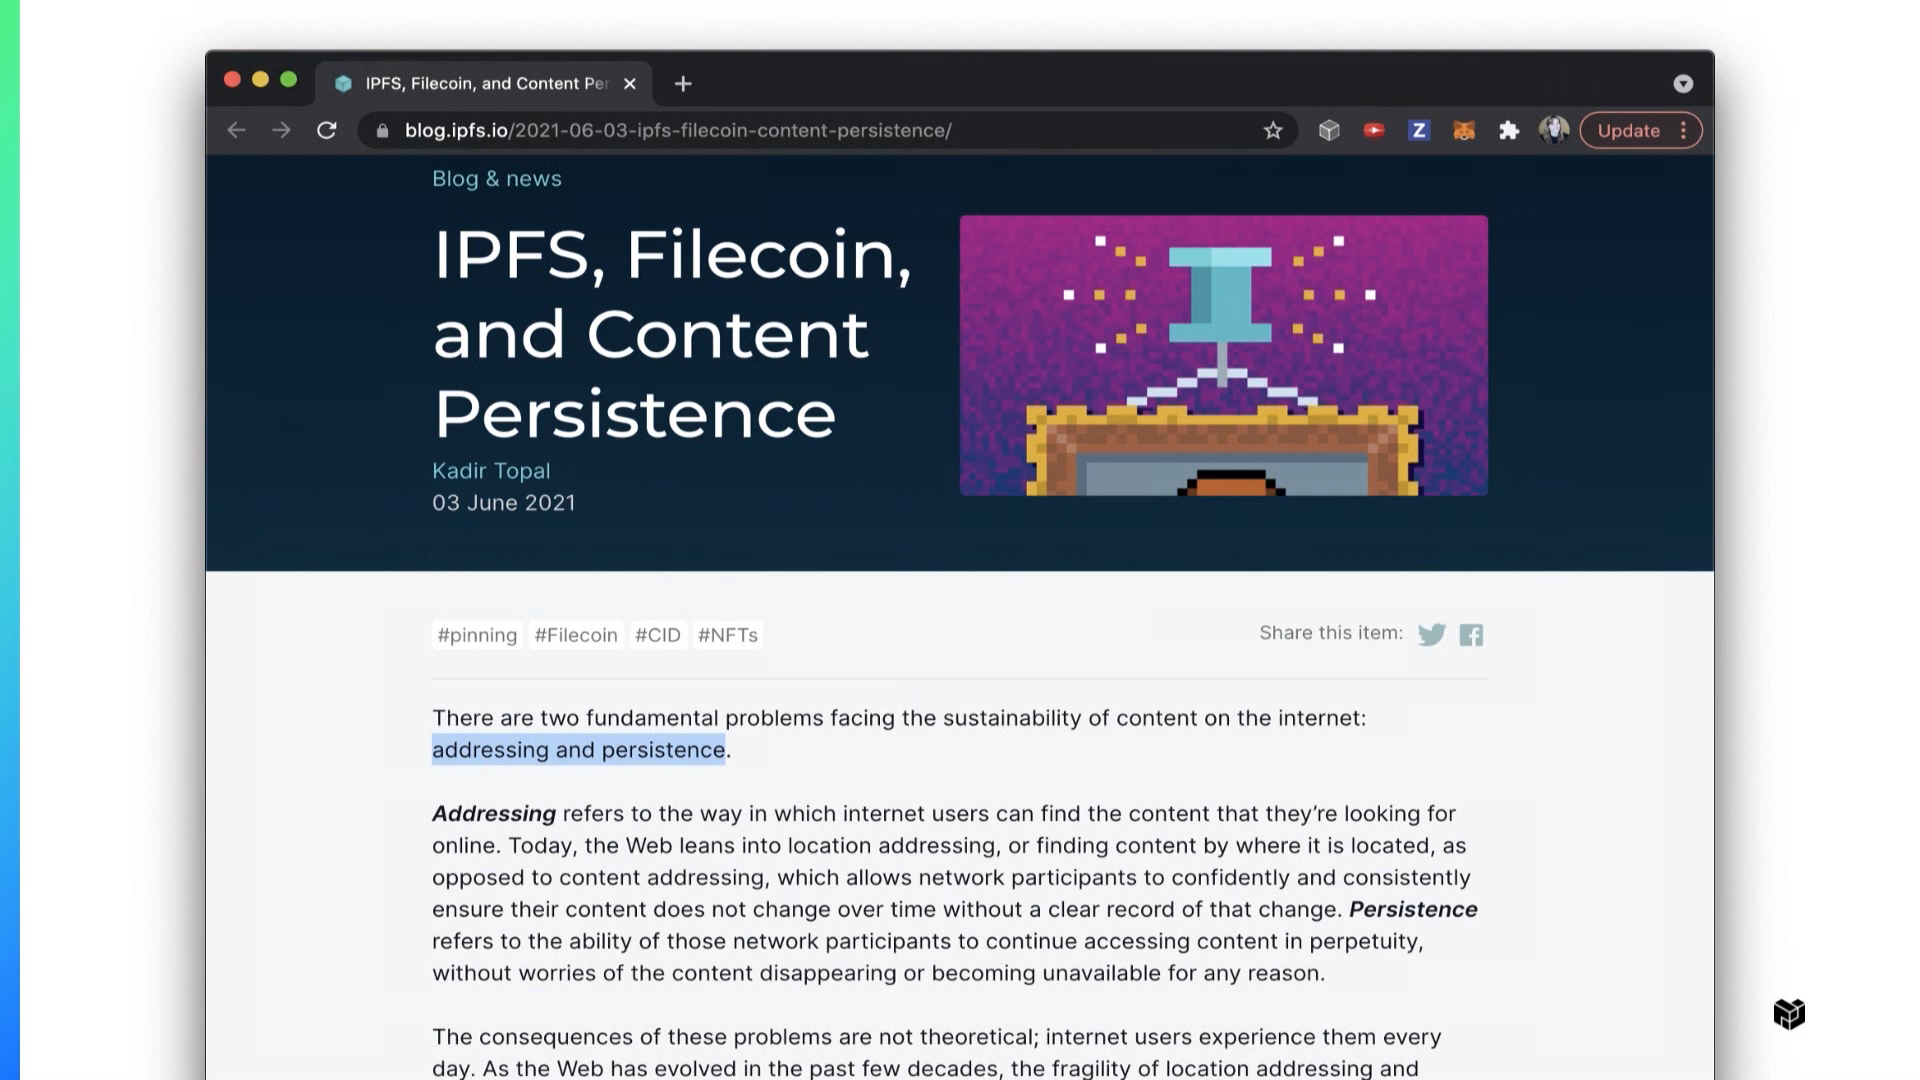 IPFS, Filecoin, and Content Per
blog.ipfs.io/2021-06-03-ipfs-filecoin-content-persistence/
Z
Update
Blog & news
IPFS, Filecoin,
and Content
Persistence
Kadir Topal
03 June 2021
#pinning #Filecoin #CID #NFTs
Share this item:
There are two fundamental problems facing the sustainability of content on the internet:
addressing and persistence.
Addressing refers to the way in which internet users can find the content that they’re looking for
online. Today, the Web leans into location addressing, or finding content by where it is located, as
opposed to content addressing, which allows network participants to confidently and consistently
ensure their content does not change over time without a clear record of that change. Persistence
refers to the ability of those network participants to continue accessing content in perpetuity,
without worries of the content disappearing or becoming unavailable for any reason.
The consequences of these problems are not theoretical; internet users experience them every
day. As the Web has evolved in the past few decades, the fragility of location addressing and